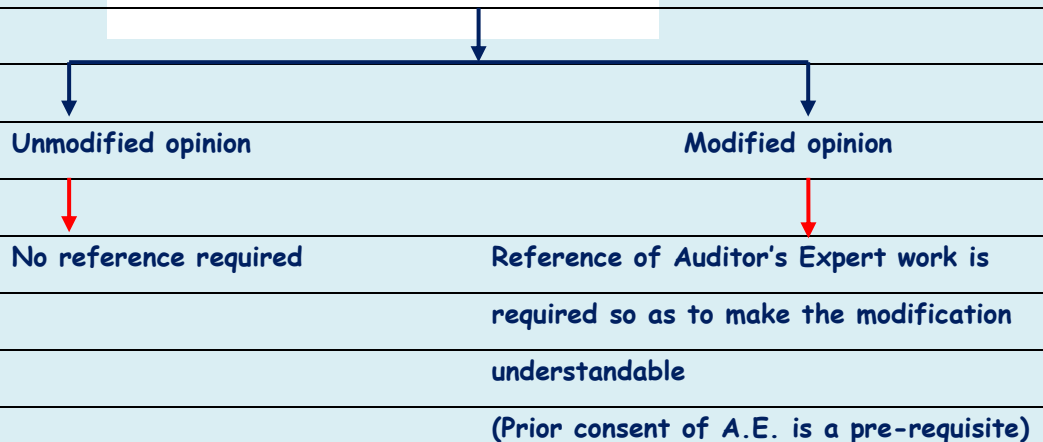 Unmodified opinion
Modified opinion
No reference required
Reference of Auditor's Expert work is
required so as to make the modification
understandable
(Prior consent of A.E. is a pre-requisite)